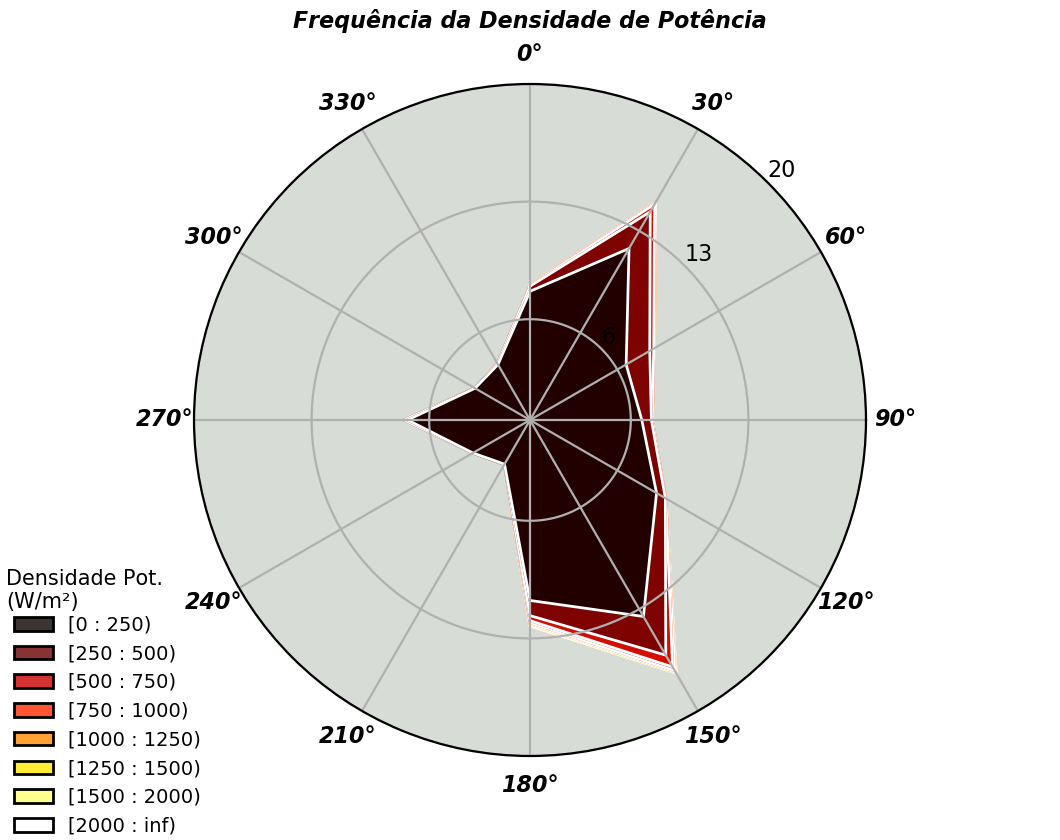 Frequência da Densidade de Potência
0°
330°
30°
20
300°
60°
13
6
270°
90°
Densidade Pot.
(W/m²)
240°
120°
[0 : 250)
[250 : 500)
[500 : 750)
[750 : 1000)
210°
150°
[1000 : 1250)
[1250 : 1500)
180°
[1500 : 2000)
[2000 : inf)